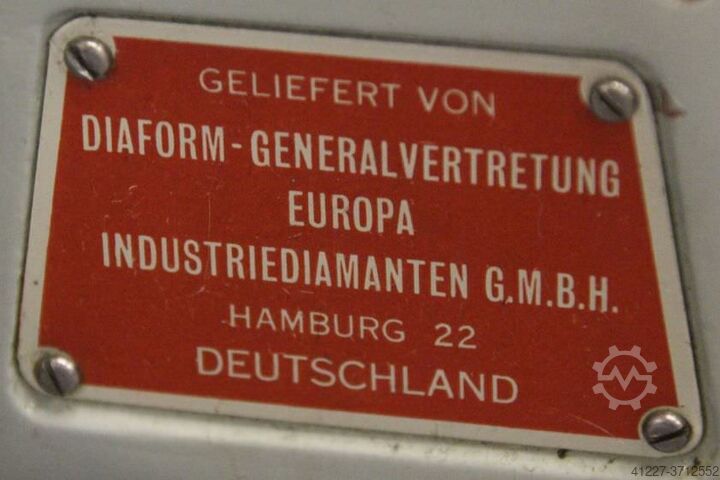 GELIEFERT VON
DIAFORM-GENERALVERTRETUNG
EUROPA
INDUSTRIEDIAMANTEN G.M.B.H.
HAMBURG 22
DEUTSCHLAND
41227-3712552